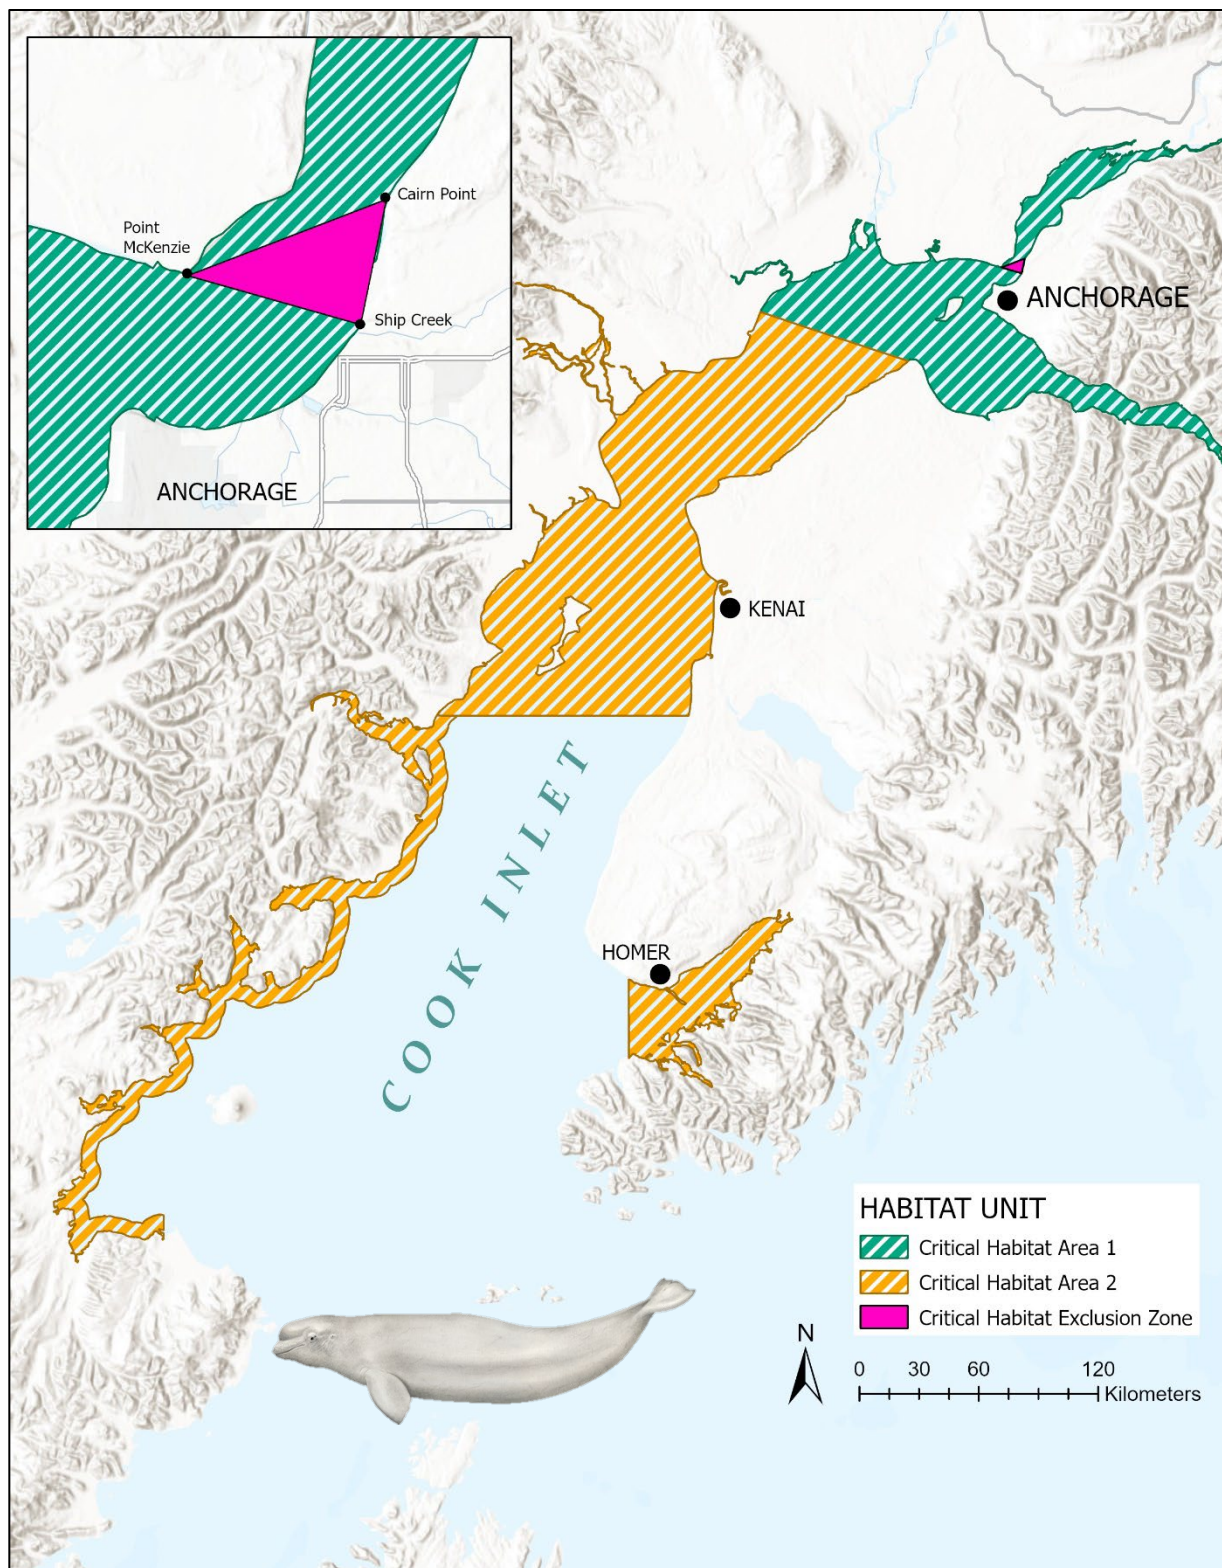 Cairn Point
Point
McKenzie
Ship Creek
ANCHORAGE
ANCHORAGE
KENAI
COOK INLET
HOMER
HABITAT UNIT
Critical Habitat Area 1
Critical Habitat Area 2
Critical Habitat Exclusion Zone
N
0 30 60 120
Kilometers